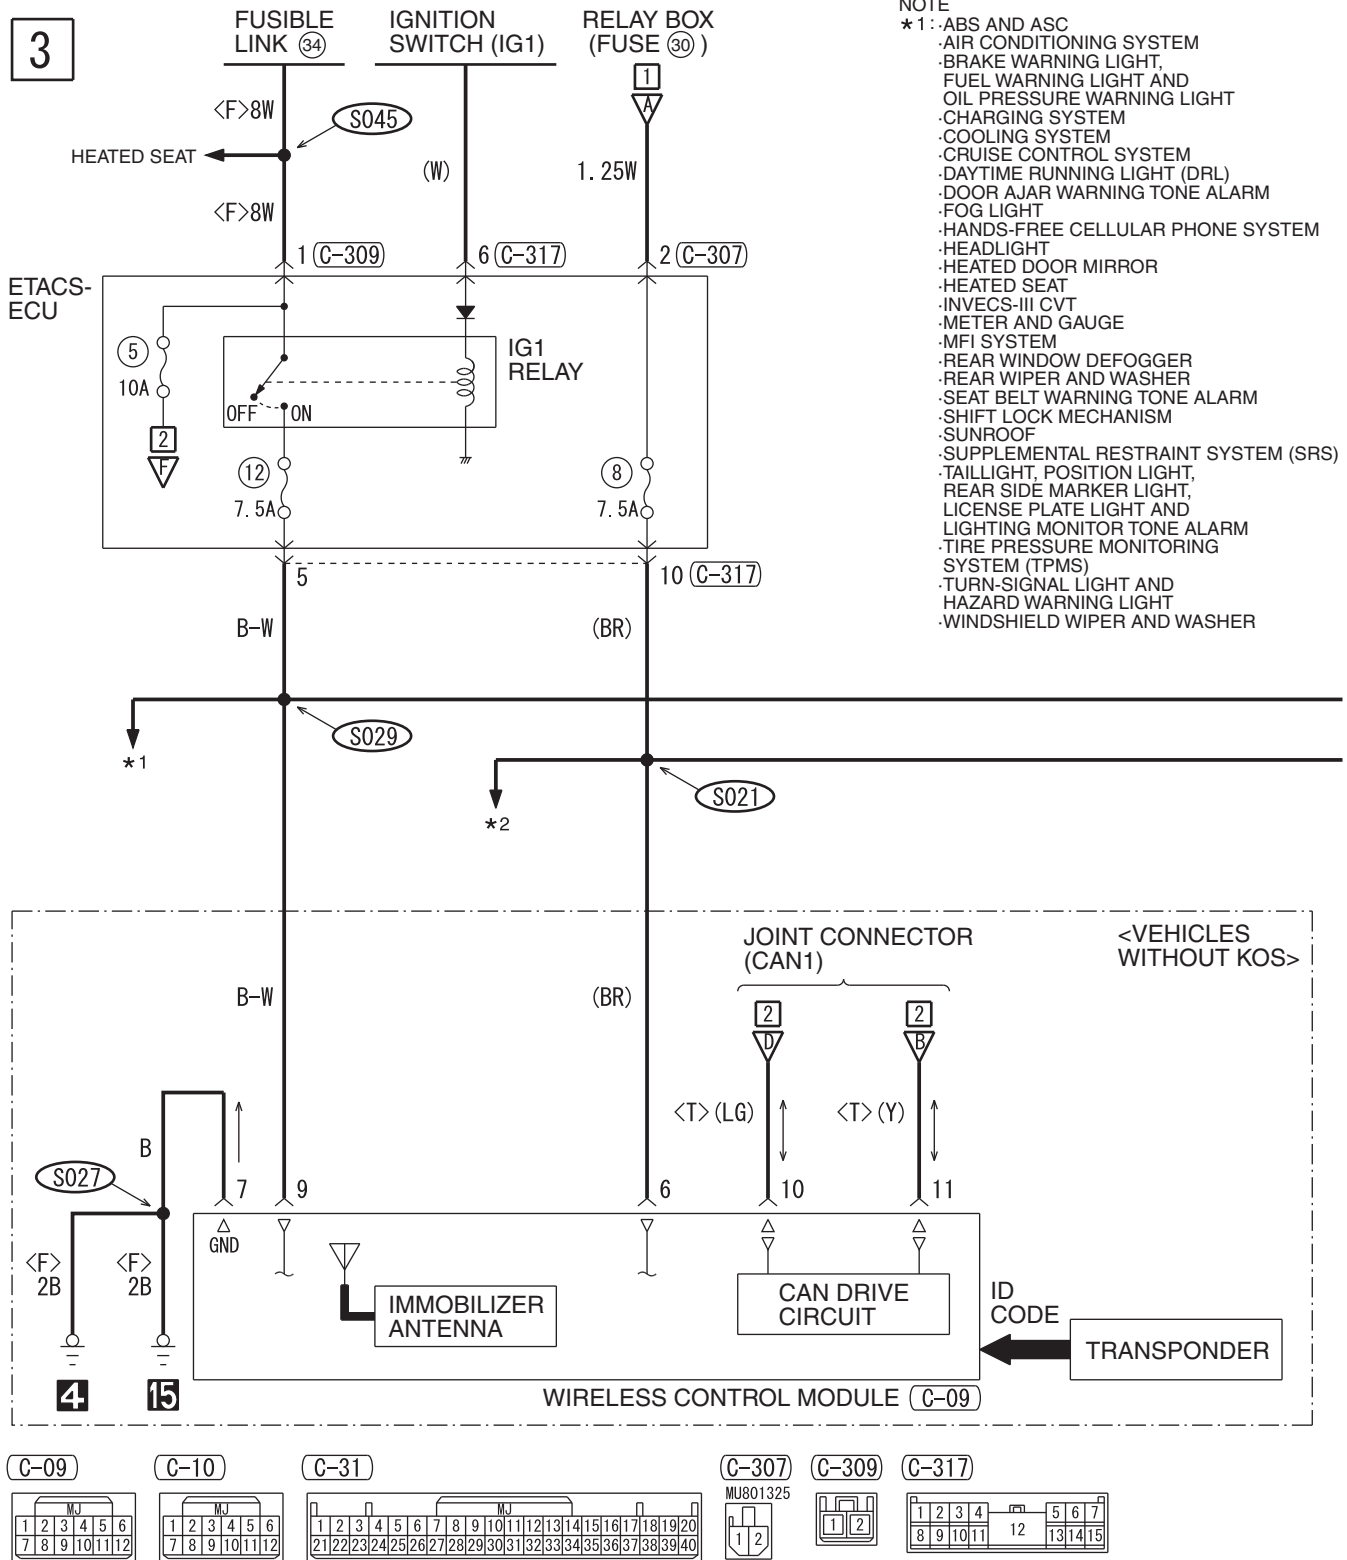 3
FUSIBLE
LINK 34
IGNITION
SWITCH (IG1)
RELAY BOX
(FUSE 30 )
1
A
<F>8W
S045
HEATED SEAT
(W)
1.25W
<F>8W
1 C-309
6 C-317
2 C-307
ETACS-
ECU
5
10A
IG1
RELAY
OFF
ON
2
F
12
7.5A
8
7.5A
5
10 C-317
B-W
(BR)
S029
*1
S021
*2
NOTE
*1:·ABS AND ASC
·AIR CONDITIONING SYSTEM
·BRAKE WARNING LIGHT,
FUEL WARNING LIGHT AND
OIL PRESSURE WARNING LIGHT
·CHARGING SYSTEM
·COOLING SYSTEM
·CRUISE CONTROL SYSTEM
·DAYTIME RUNNING LIGHT (DRL)
·DOOR AJAR WARNING TONE ALARM
·FOG LIGHT
·HANDS-FREE CELLULAR PHONE SYSTEM
·HEADLIGHT
·HEATED DOOR MIRROR
·HEATED SEAT
·INVECS-III CVT
·METER AND GAUGE
·MFI SYSTEM
·REAR WINDOW DEFOGGER
·REAR WIPER AND WASHER
·SEAT BELT WARNING TONE ALARM
·SHIFT LOCK MECHANISM
·SUNROOF
·SUPPLEMENTAL RESTRAINT SYSTEM (SRS)
·TAILLIGHT, POSITION LIGHT,
REAR SIDE MARKER LIGHT,
LICENSE PLATE LIGHT AND
LIGHTING MONITOR TONE ALARM
·TIRE PRESSURE MONITORING
SYSTEM (TPMS)
·TURN-SIGNAL LIGHT AND
HAZARD WARNING LIGHT
·WINDSHIELD WIPER AND WASHER
JOINT CONNECTOR
(CAN1)
<VEHICLES
WITHOUT KOS>
B-W
(BR)
2
D
2
B
<T>(LG)
<T>(Y)
B
S027
7
9
6
10
11
GND
<F>
2B
<F>
2B
IMMOBILIZER
ANTENNA
CAN DRIVE
CIRCUIT
ID
CODE
TRANSPONDER
4
15
WIRELESS CONTROL MODULE C-09
C-09
MJ
1 2 3 4 5 6
7 8 9 10 11 12
C-10
MJ
1 2 3 4 5 6
7 8 9 10 11 12
C-31
MJ
1 2 3 4 5 6 7 8 9 10 11 12 13 14 15 16 17 18 19 20
21 22 23 24 25 26 27 28 29 30 31 32 33 34 35 36 37 38 39 40
C-307
MU801325
1 2
C-309
1 2
C-317
1 2 3 4 5 6 7
8 9 10 11 12 13 14 15